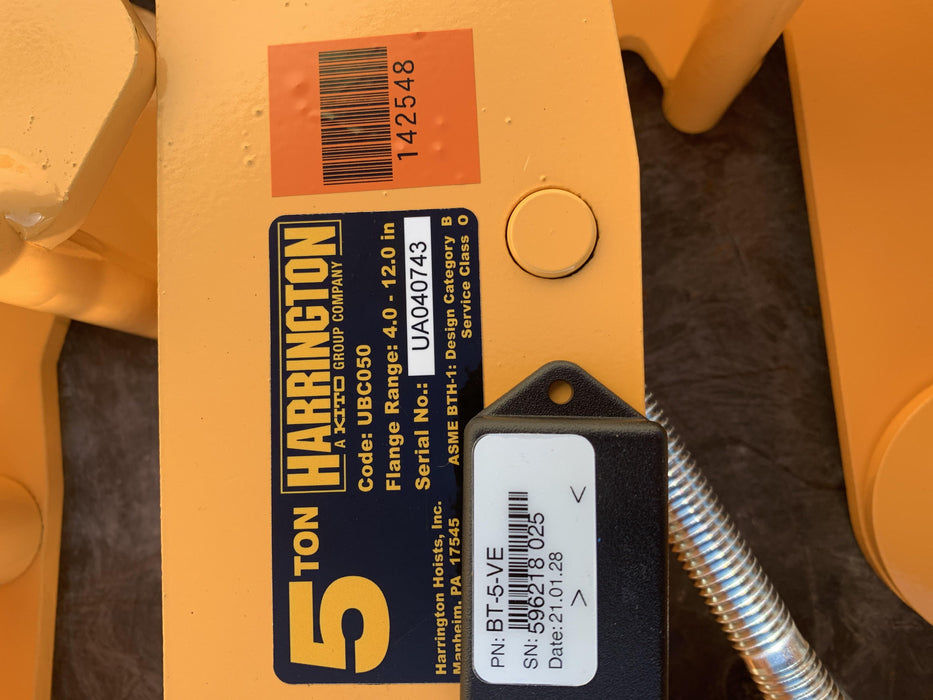 142548
5 TON
HARRINGTON
A KITO GROUP COMPANY
Code: UBC050
Flange Range: 4.0 - 12.0 in
Serial No.: UA040743
Harrington Hoists, Inc.
Manheim, PA 17545
ASME BTH-1: Design Category B
Service Class O
PN: BT-5-VE
SN: 596218 025
Date: 21.01.28
> <